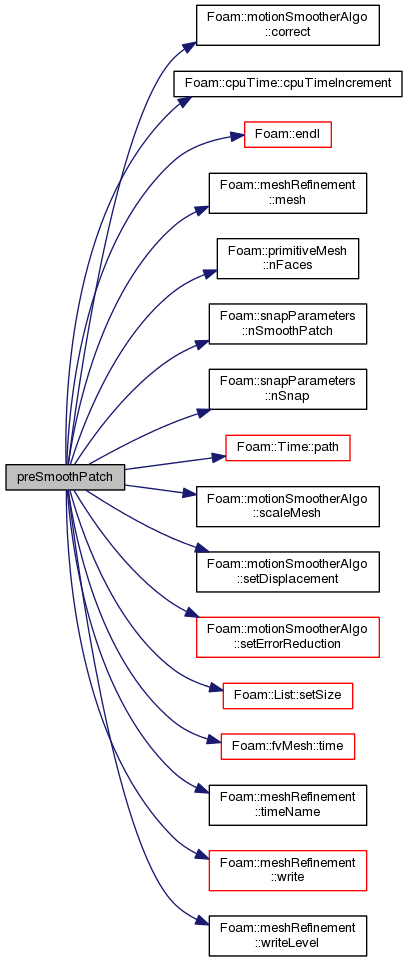 Foam::motionSmootherAlgo
::correct
Foam::cpuTime::cpuTimeIncrement
Foam::endl
Foam::meshRefinement
::mesh
Foam::primitiveMesh
::nFaces
Foam::snapParameters
::nSmoothPatch
Foam::snapParameters
::nSnap
Foam::Time::path
preSmoothPatch
Foam::motionSmootherAlgo
::scaleMesh
Foam::motionSmootherAlgo
::setDisplacement
Foam::motionSmootherAlgo
::setErrorReduction
Foam::List::setSize
Foam::fvMesh::time
Foam::meshRefinement
::timeName
Foam::meshRefinement
::write
Foam::meshRefinement
::writeLevel